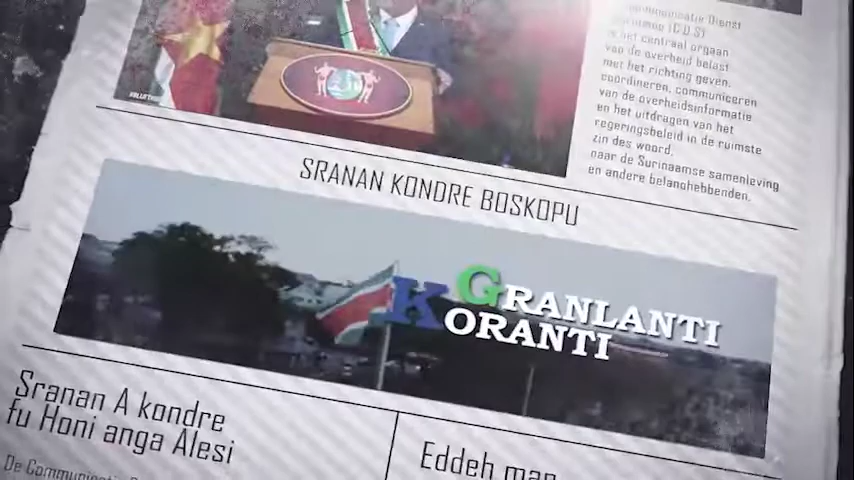 Communicatie Dienst
(C.D.S)
is het centraal orgaan
van de overheid belast
met het richting geven,
coordineren, communiceren
van de overheidsinformatie
en het uitdragen van het
regeringsbeleid in de ruimste
zin des woord,
naar de Surinaamse samenleving
en andere belanghebbenden.
SRANAN KONDRE BOSKOPU
GRANLANTI
KORANTI
Sranan A kondre
fu Honi anga Alesi
De
Eddeh man